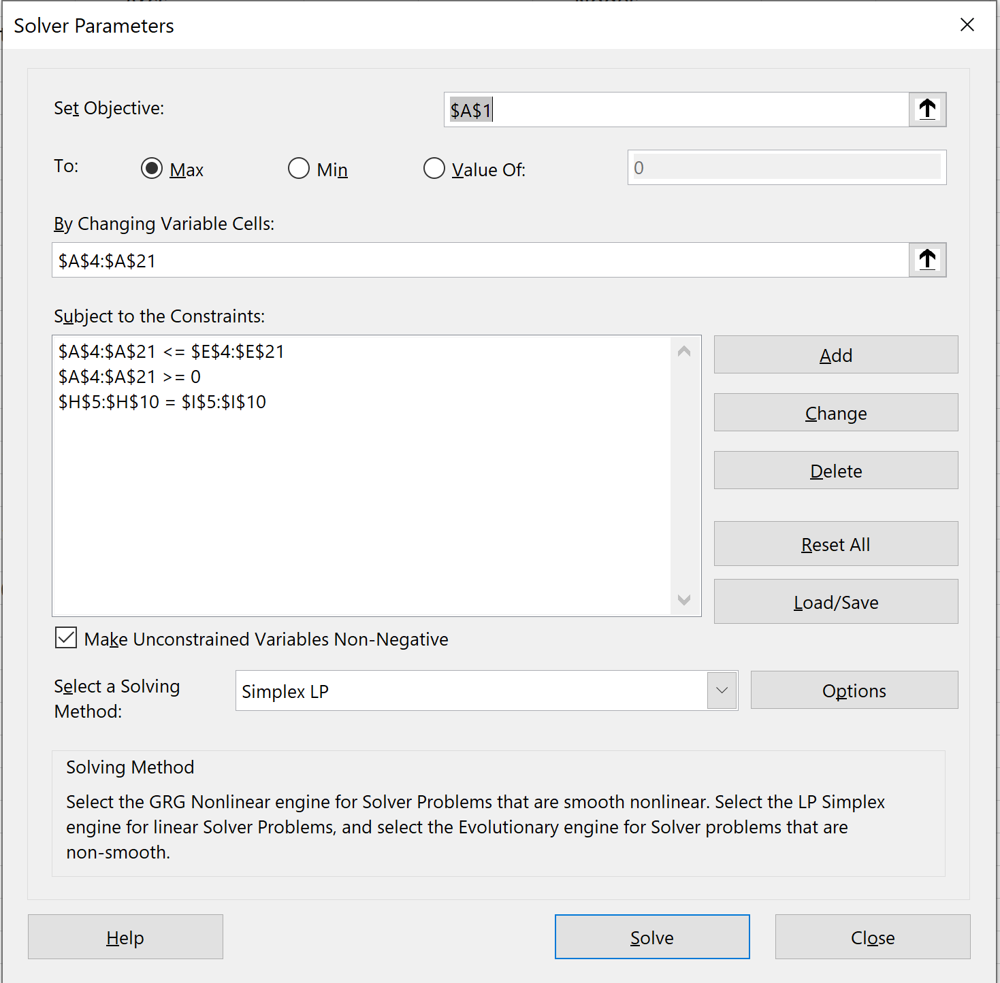 Solver Parameters
Set Objective:
$A$1
To:
Max
Min
Value Of:
0
By Changing Variable Cells:
$A$4:$A$21
Subject to the Constraints:
$A$4:$A$21 <= $E$4:$E$21
$A$4:$A$21 >= 0
$H$5:$H$10 = $I$5:$I$10
Add
Change
Delete
Reset All
Load/Save
Make Unconstrained Variables Non-Negative
Select a Solving
Method:
Simplex LP
Options
Solving Method
Select the GRG Nonlinear engine for Solver Problems that are smooth nonlinear. Select the LP Simplex
engine for linear Solver Problems, and select the Evolutionary engine for Solver problems that are
non-smooth.
Help
Solve
Close